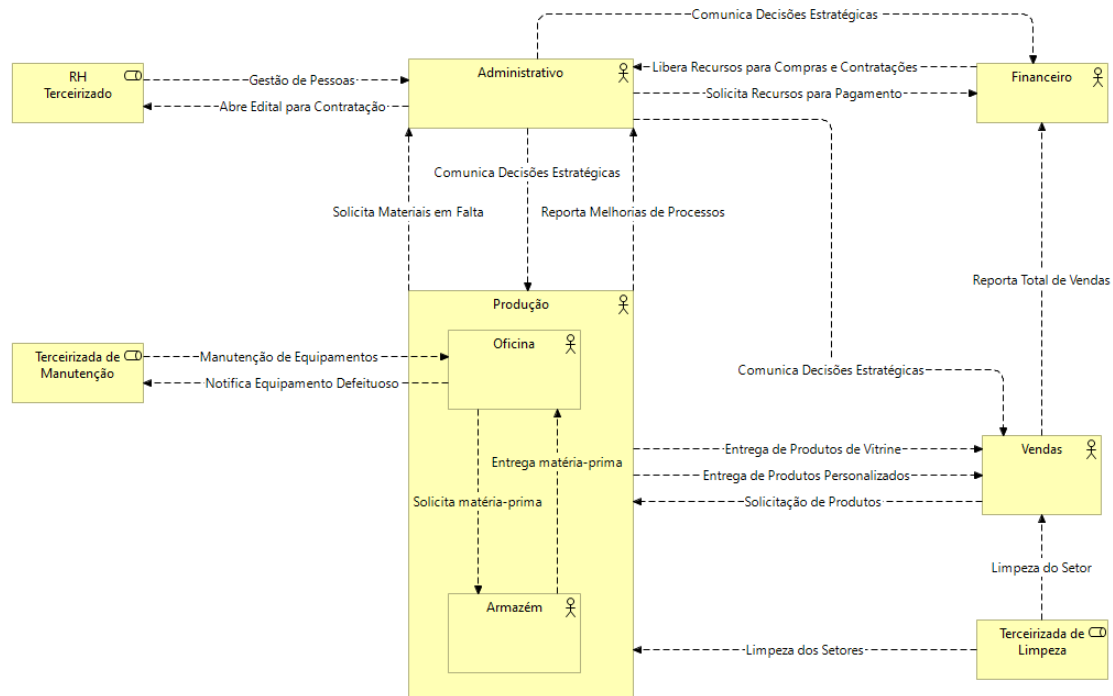 Comunica Decisões Estratégicas
RH
Terceirizado
Gestão de Pessoas
Abre Edital para Contratação
Administrativo
Libera Recursos para Compras e Contratações
Solicita Recursos para Pagamento
Financeiro
Comunica Decisões Estratégicas
Solicita Materiais em Falta
Reporta Melhorias de Processos
Reporta Total de Vendas
Produção
Oficina
Terceirizada de
Manutenção
Manutenção de Equipamentos
Notifica Equipamento Defeituoso
Comunica Decisões Estratégicas
Entrega matéria-prima
Solicita matéria-prima
Entrega de Produtos de Vitrine
Entrega de Produtos Personalizados
Solicitação de Produtos
Vendas
Limpeza do Setor
Armazém
Limpeza dos Setores
Terceirizada de
Limpeza